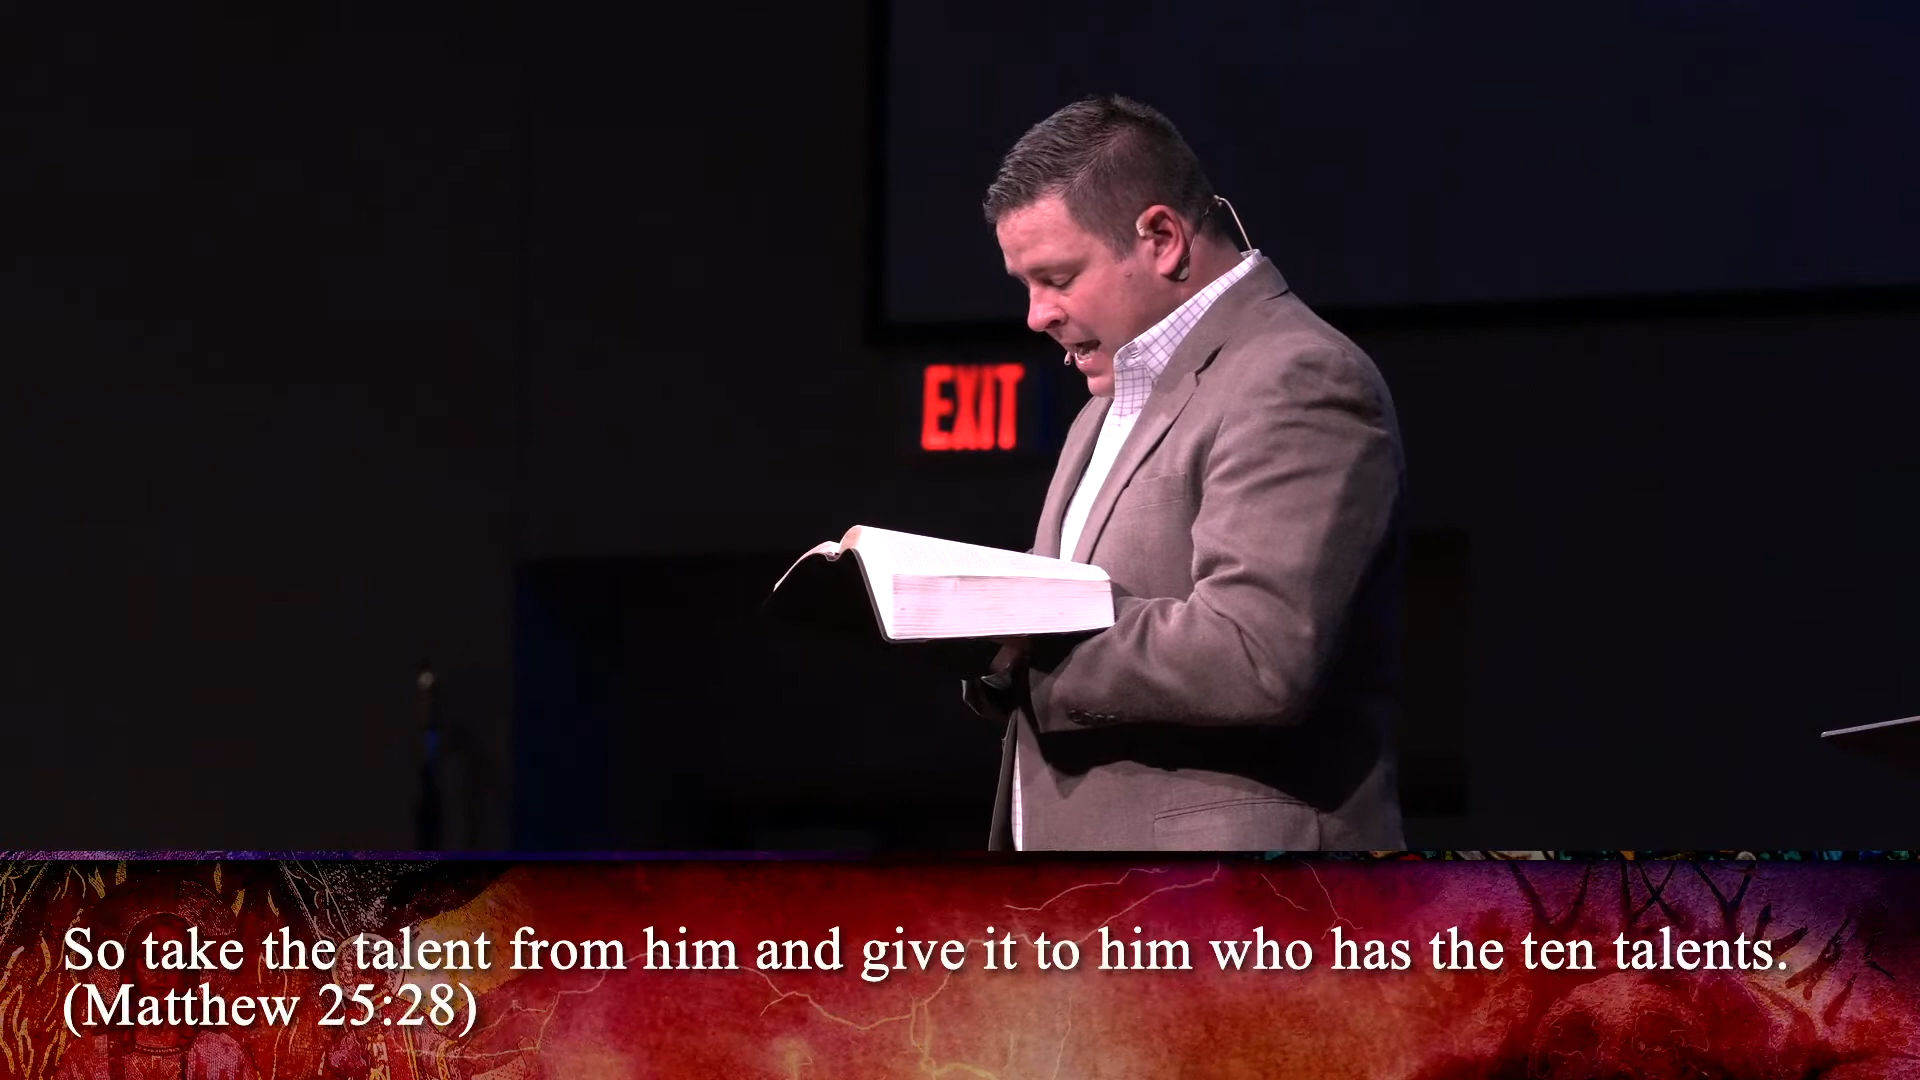 EXIT
So take the talent from him and give it to him who has the ten talents.
(Matthew 25:28)